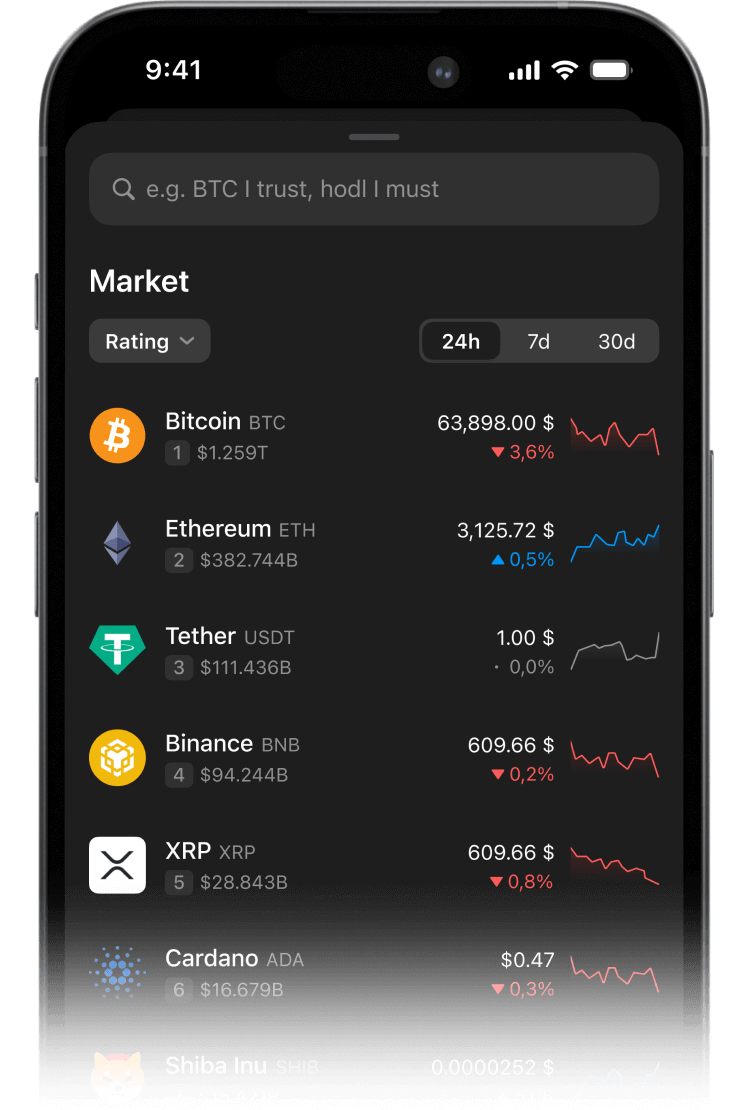 9:41
e.g. BTC I trust, hodl I must
Market
Rating 24h 7d 30d
Bitcoin BTC 63,898.00 $
1 $1.259T 3,6%
Ethereum ETH 3,125.72 $
2 $382.744B 0,5%
Tether USDT 1.00 $
3 $111.436B 0,0%
Binance BNB 609.66 $
4 $94.244B 0,2%
XRP XRP 609.66 $
5 $28.843B 0,8%
Cardano ADA $0.47
6 $16.679B 0,3%
Shiba Inu SHIB 0.0000252 $